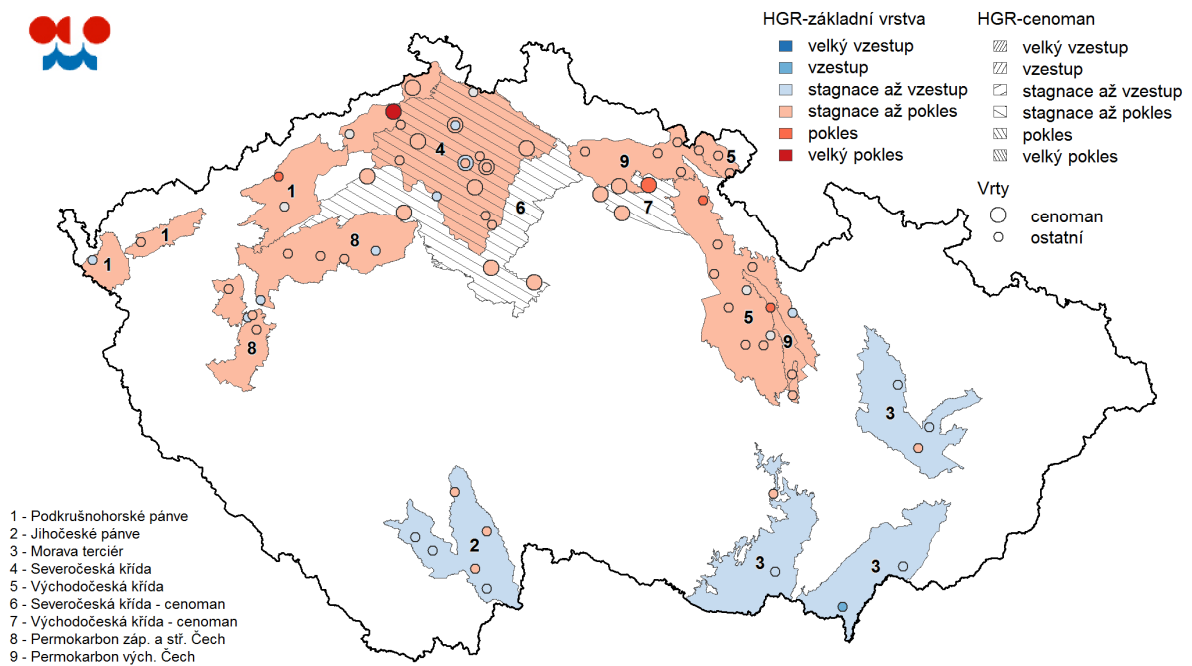 HGR-základní vrstva
velký vzestup
vzestup
stagnace až vzestup
stagnace až pokles
pokles
velký pokles
HGR-cenoman
velký vzestup
vzestup
stagnace až vzestup
stagnace až pokles
pokles
velký pokles
Vrty
cenoman
ostatní
4
9
5
1
6
7
1
8
1
5
8
9
3
2
3
3
1 - Podkrušnohorské pánve
2 - Jihočeské pánve
3 - Morava terciér
4 - Severočeská křída
5 - Východočeská křída
6 - Severočeská křída - cenoman
7 - Východočeská křída - cenoman
8 - Permokarbon záp. a stř. Čech
9 - Permokarbon vých. Čech